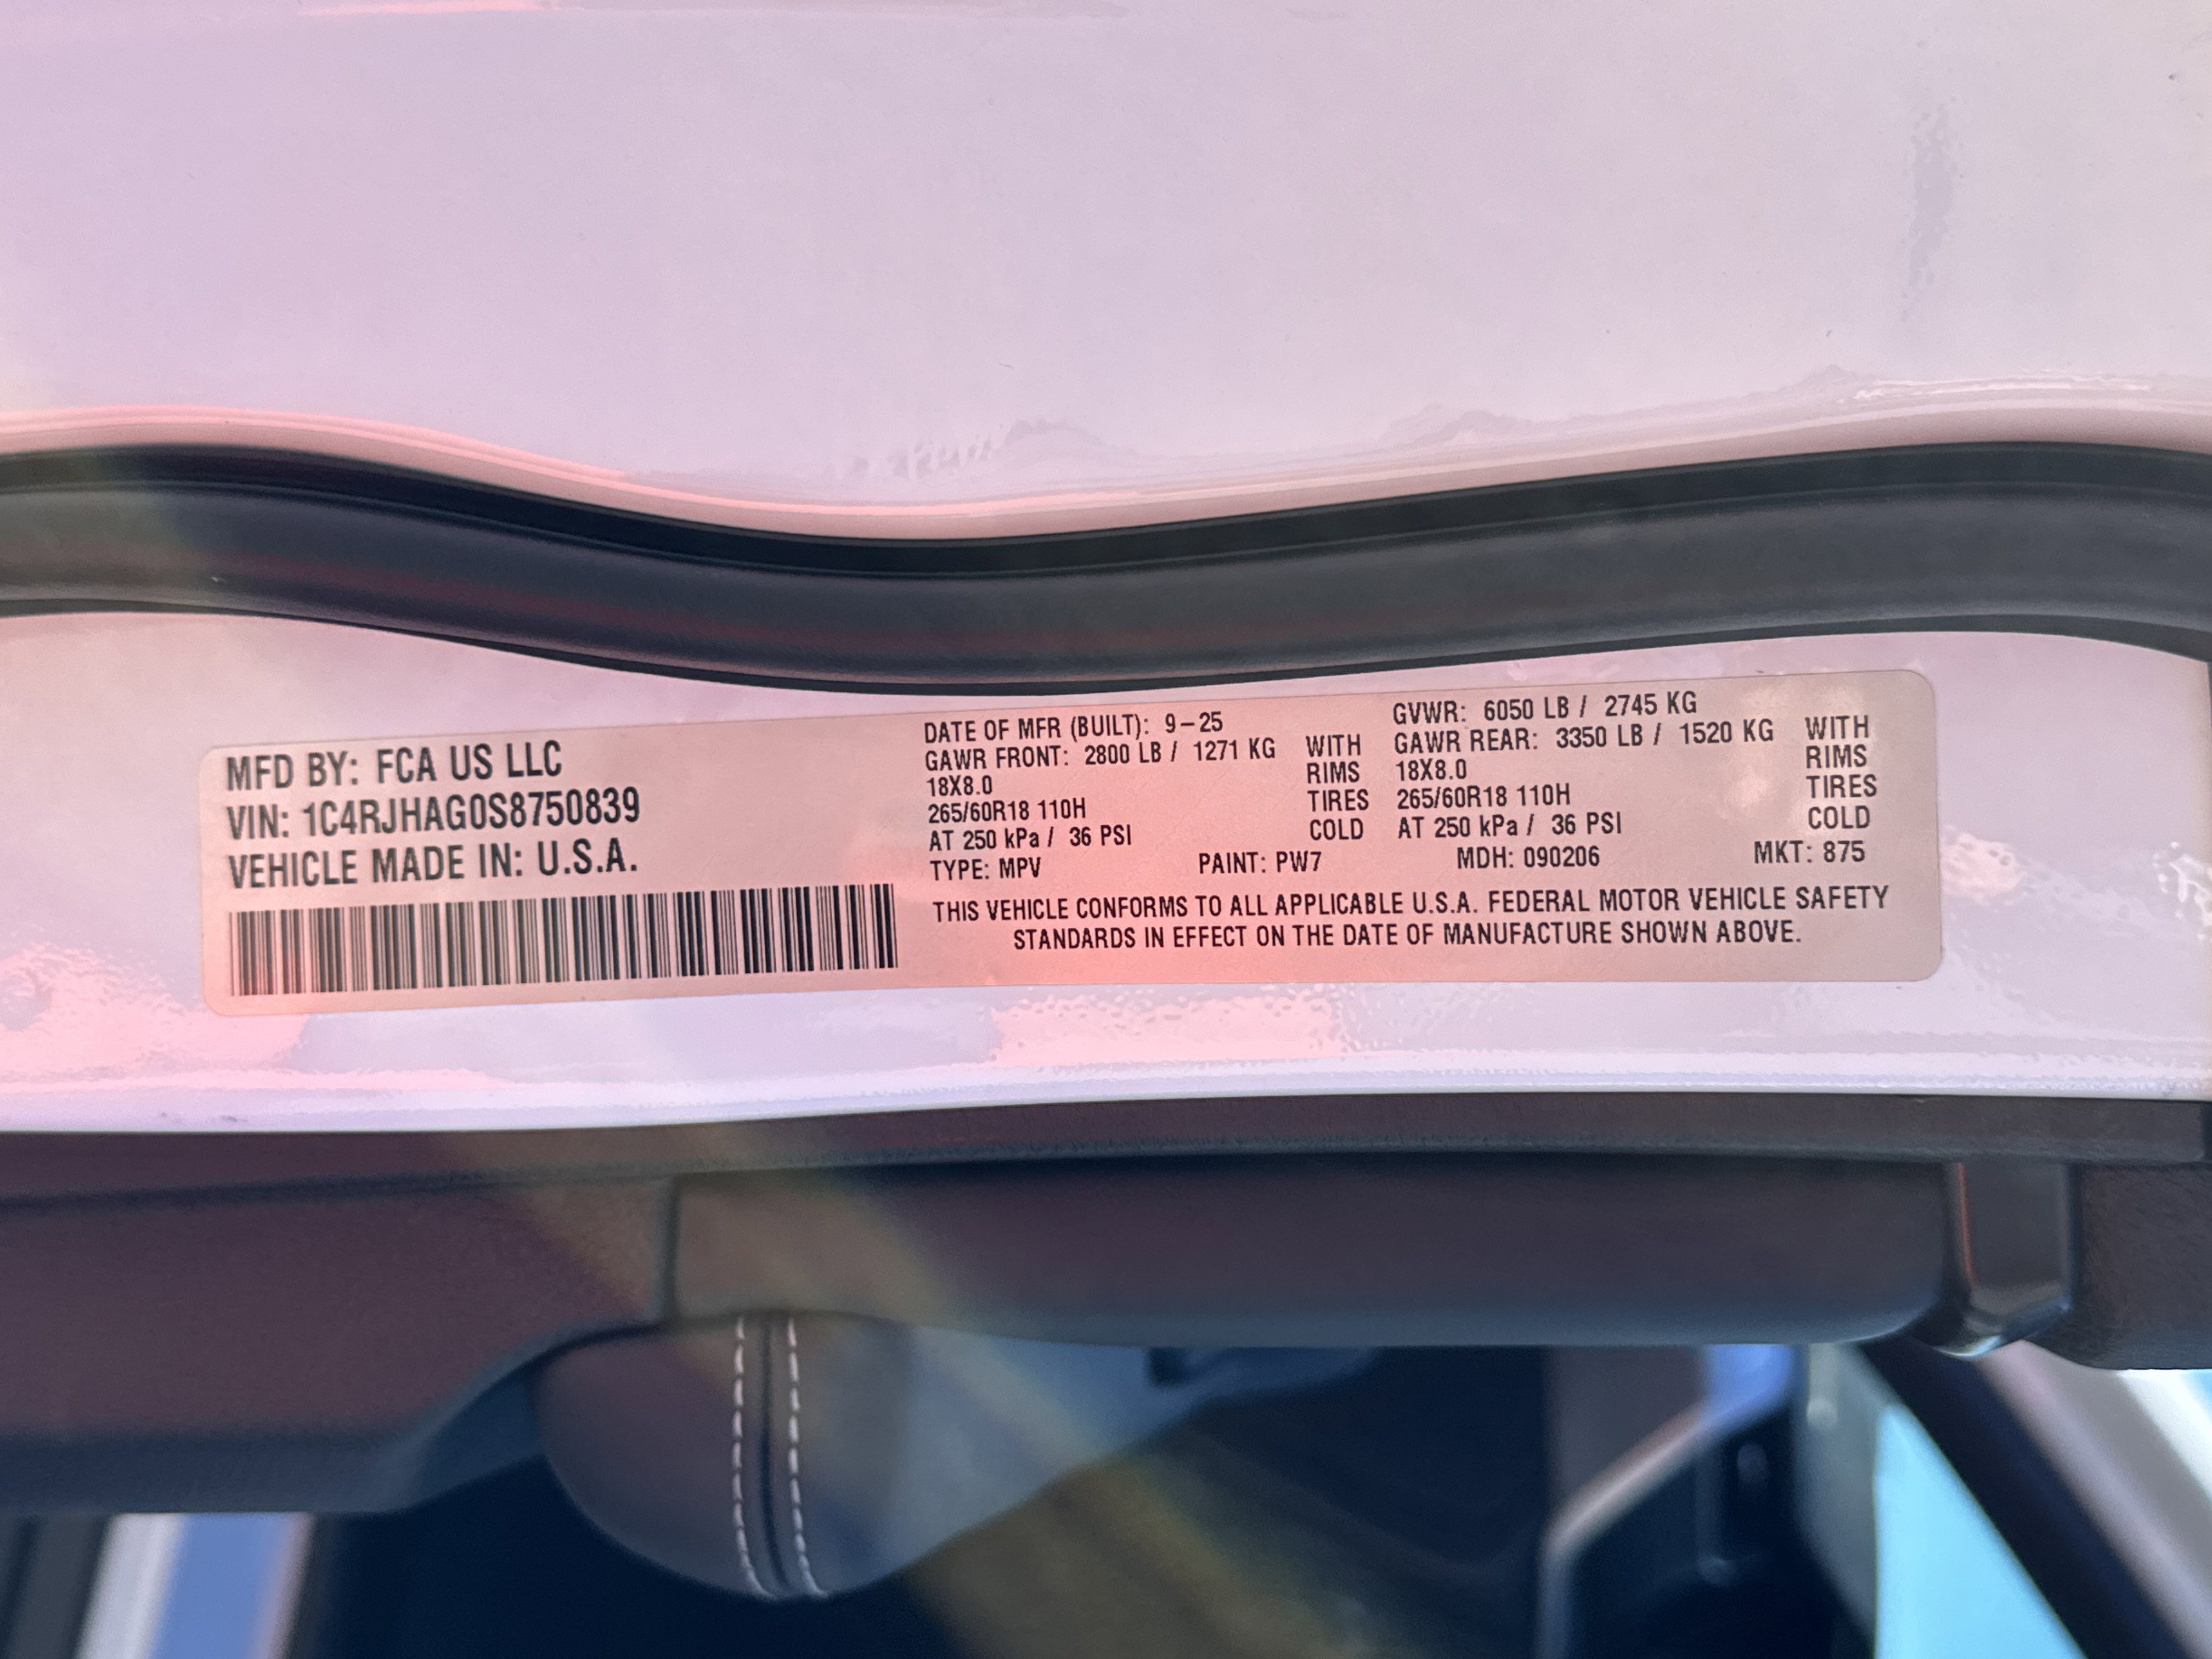 MFD BY: FCA US LLC
VIN: 1C4RJHAG0S8750839
VEHICLE MADE IN: U.S.A.
DATE OF MFR (BUILT): 9-25
GAWR FRONT: 2800 LB / 1271 KG WITH
18X8.0 RIMS
265/60R18 110H TIRES
AT 250 kPa / 36 PSI COLD
GVWR: 6050 LB / 2745 KG
GAWR REAR: 3350 LB / 1520 KG WITH
18X8.0 RIMS
265/60R18 110H TIRES
AT 250 kPa / 36 PSI COLD
TYPE: MPV PAINT: PW7 MDH: 090206 MKT: 875
THIS VEHICLE CONFORMS TO ALL APPLICABLE U.S.A. FEDERAL MOTOR VEHICLE SAFETY
STANDARDS IN EFFECT ON THE DATE OF MANUFACTURE SHOWN ABOVE.